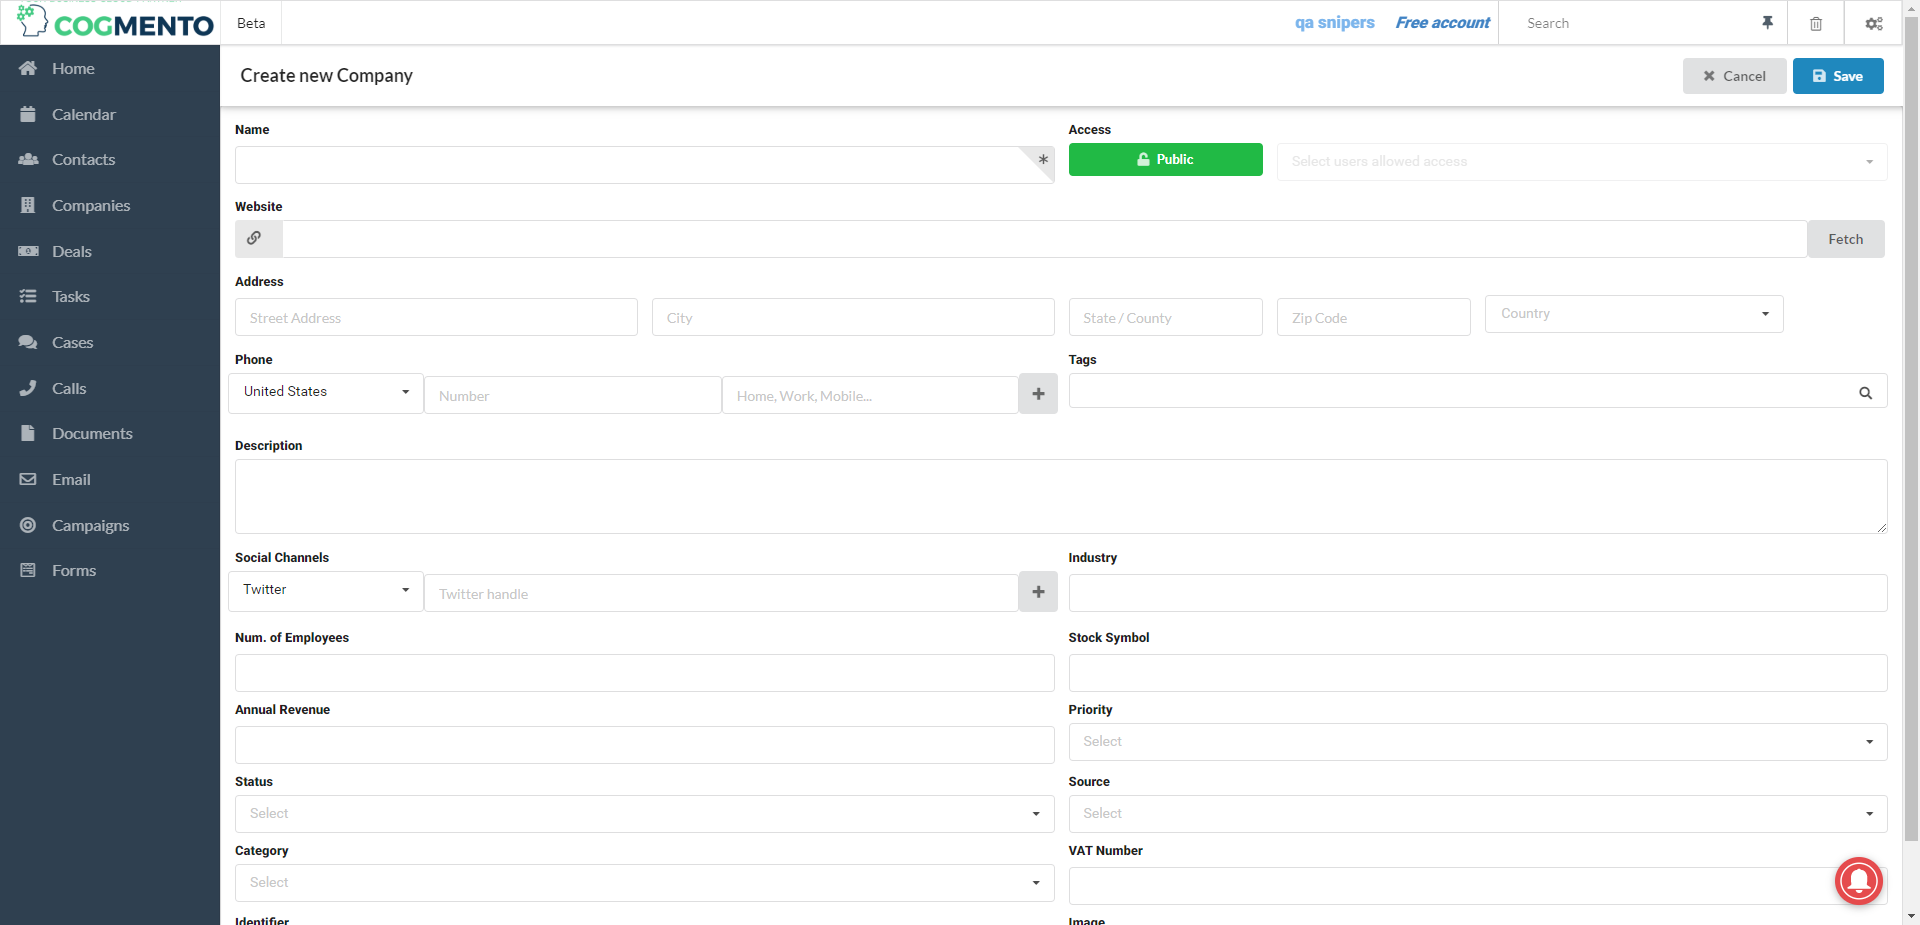 COGMENTO
Beta
qa snipers
Free account
Search
Home
Calendar
Contacts
Companies
Deals
Tasks
Cases
Calls
Documents
Email
Campaigns
Forms
Create new Company
Cancel
Save
Name
*
Access
Public
Select users allowed access
Website
Fetch
Address
Street Address
City
State / County
Zip Code
Country
Phone
United States
Number
Home, Work, Mobile...
Tags
Description
Social Channels
Twitter
Twitter handle
Industry
Num. of Employees
Stock Symbol
Annual Revenue
Priority
Select
Status
Select
Source
Select
Category
Select
VAT Number
Identifier
Image